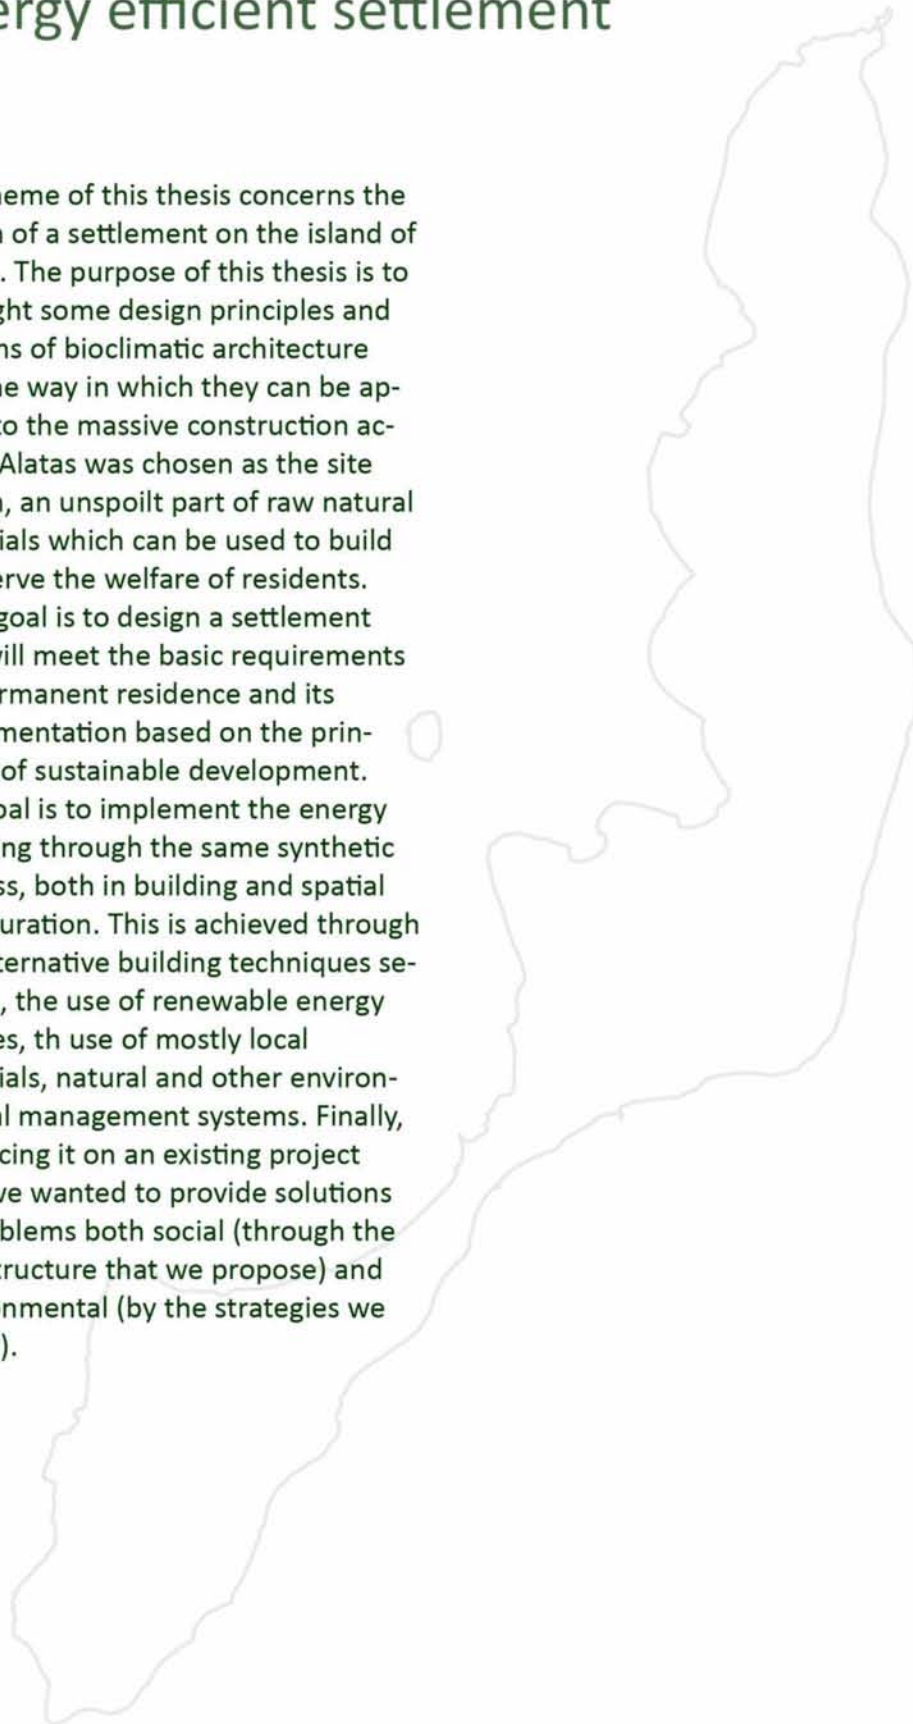 ergy efficient settlement
eme of this thesis concerns the
n of a settlement on the island of
. The purpose of this thesis is to
ght some design principles and
ns of bioclimatic architecture
ne way in which they can be ap-
to the massive construction ac-
Alatas was chosen as the site
n, an unspoilt part of raw natural
ials which can be used to build
erve the welfare of residents.
goal is to design a settlement
vill meet the basic requirements
rmanent residence and its
mentation based on the prin-
of sustainable development.
oal is to implement the energy
ng through the same synthetic
ss, both in building and spatial
uration. This is achieved through
ternative building techniques se-
, the use of renewable energy
es, th use of mostly local
ials, natural and other environ-
al management systems. Finally,
cing it on an existing project
ve wanted to provide solutions
blems both social (through the
tructure that we propose) and
onmental (by the strategies we
).